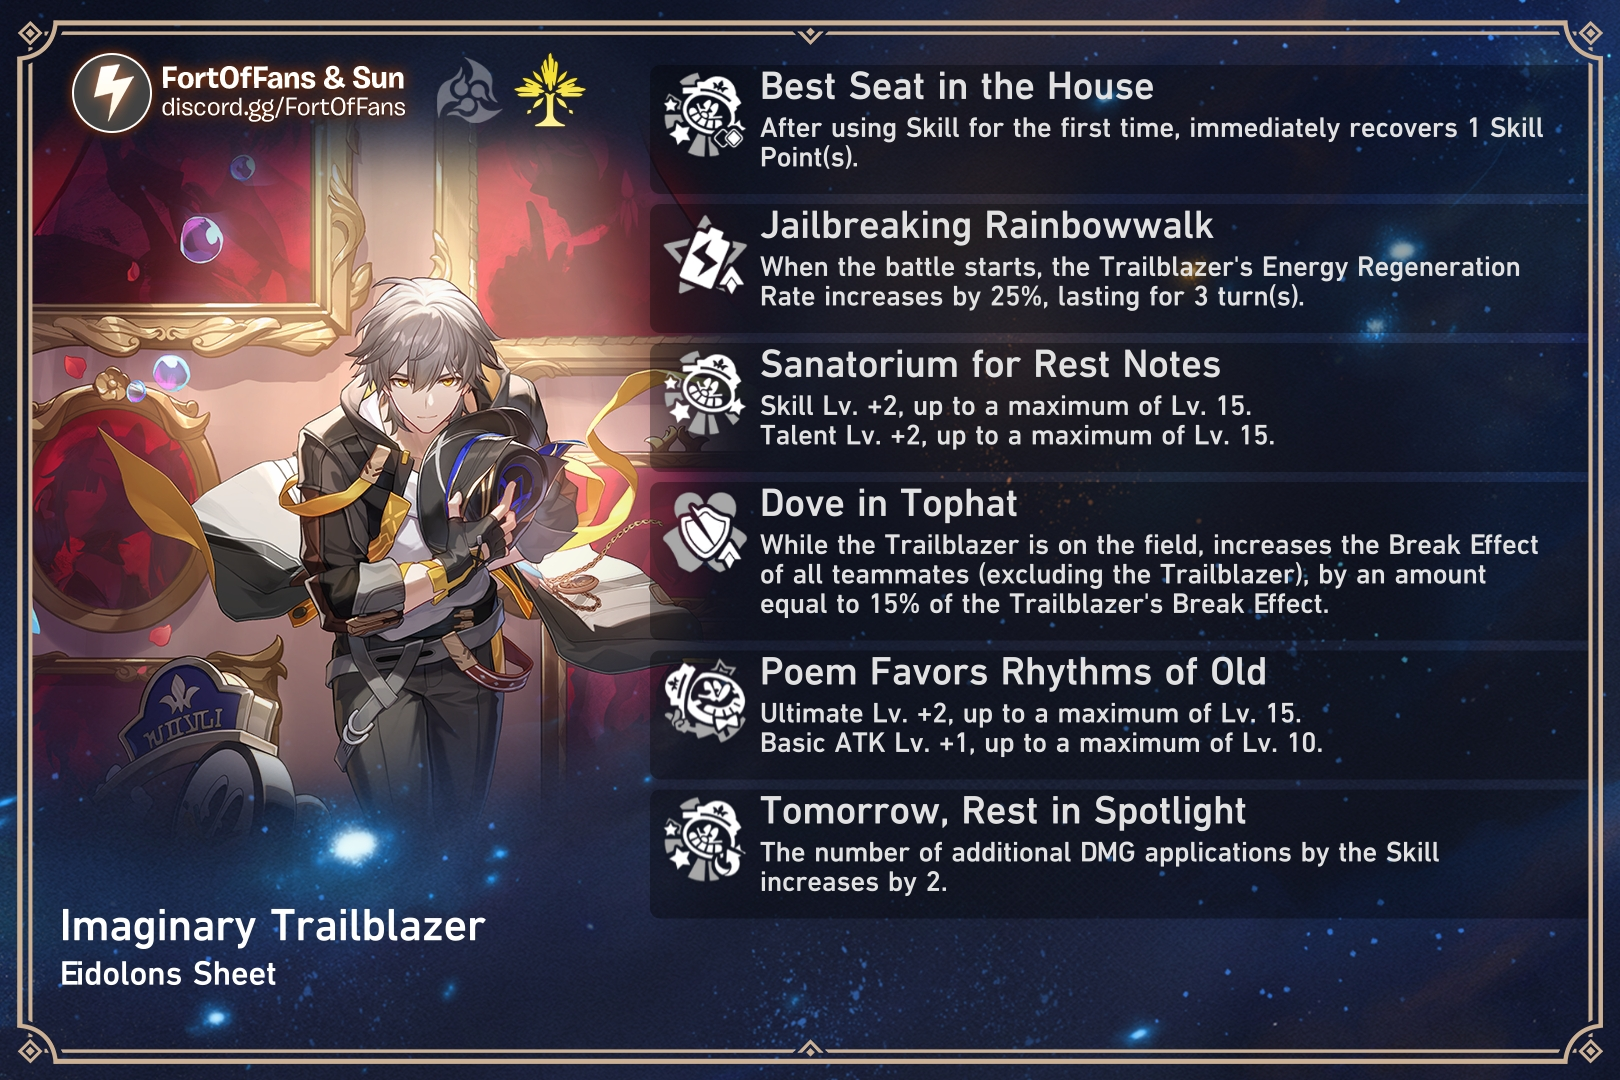 FortOfFans & Sun
discord.gg/FortOfFans
Best Seat in the House
After using Skill for the first time, immediately recovers 1 Skill
Point(s).
Jailbreaking Rainbowwalk
When the battle starts, the Trailblazer's Energy Regeneration
Rate increases by 25%, lasting for 3 turn(s).
Sanatorium for Rest Notes
Skill Lv. +2, up to a maximum of Lv. 15.
Talent Lv. +2, up to a maximum of Lv. 15.
Dove in Tophat
While the Trailblazer is on the field, increases the Break Effect
of all teammates (excluding the Trailblazer), by an amount
equal to 15% of the Trailblazer's Break Effect.
Poem Favors Rhythms of Old
Ultimate Lv. +2, up to a maximum of Lv. 15.
Basic ATK Lv. +1, up to a maximum of Lv. 10.
Tomorrow, Rest in Spotlight
The number of additional DMG applications by the Skill
increases by 2.
Imaginary Trailblazer
Eidolons Sheet